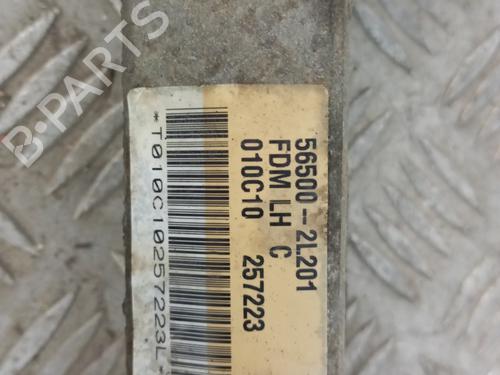 B-PARTS
56500--2L201
FDM LH C
010C10 257223
*T010C10257223L*